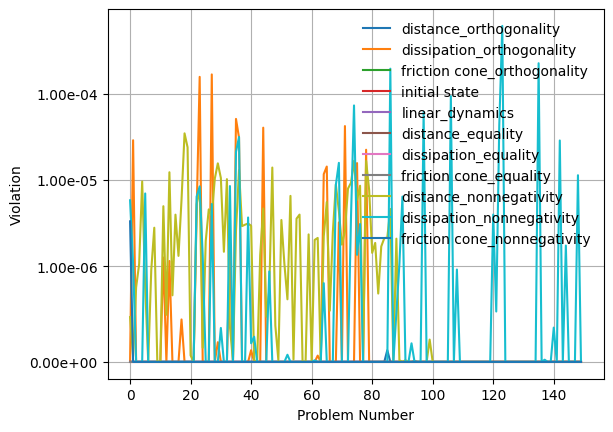 distance_orthogonality
dissipation_orthogonality
friction cone_orthogonality
initial state
linear_dynamics
distance_equality
dissipation_equality
friction cone_equality
distance_nonnegativity
dissipation_nonnegativity
friction cone_nonnegativity
1.00e-04
1.00e-05
1.00e-06
0.00e+00
Violation
0 20 40 60 80 100 120 140
Problem Number